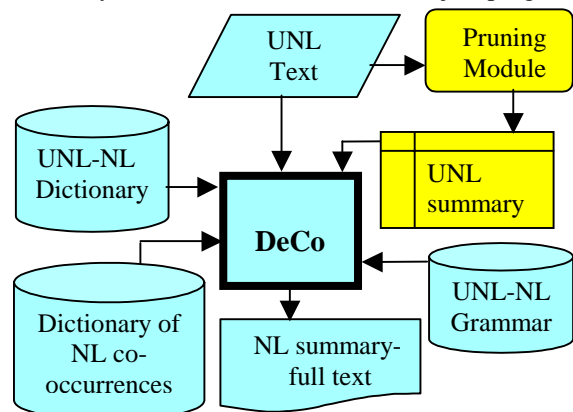 UNL
Text
Pruning
Module
UNL-NL
Dictionary
UNL
summary
DeCo
UNL-NL
Grammar
Dictionary of
NL co-
occurrences
NL summary-
full text